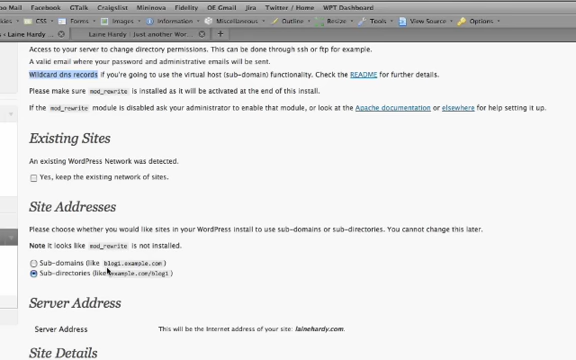 oo Mail Facebook GTalk Craigslist Mininova Flights OE Gmail Jira Twitter / Home WPT Dashboard
CSS Forms Images Information Miscellaneous Outline Resize Tools View Source Options
‹ Laine Hardy ... Laine Hardy | Just another Wor...
Access to your server to change directory permissions. This can be done through ssh or ftp for example.
A valid email where your password and administrative emails will be sent.
Wildcard dns records if you're going to use the virtual host (sub-domain) functionality. Check the README for further details.
Please make sure mod_rewrite is installed as it will be activated at the end of this install.
If the mod_rewrite module is disabled ask your administrator to enable that module, or look at the Apache documentation or elsewhere for help setting it up.
Existing Sites
An existing WordPress Network was detected.
Yes, keep the existing network of sites.
Site Addresses
Please choose whether you would like sites in your WordPress install to use sub-domains or sub-directories. You cannot change this later.
Note It looks like mod_rewrite is not installed.
Sub-domains (like blog1.example.com)
Sub-directories (like example.com/blog1)
Server Address
Server Address This will be the Internet address of your site: lainehardy.com.
Site Details